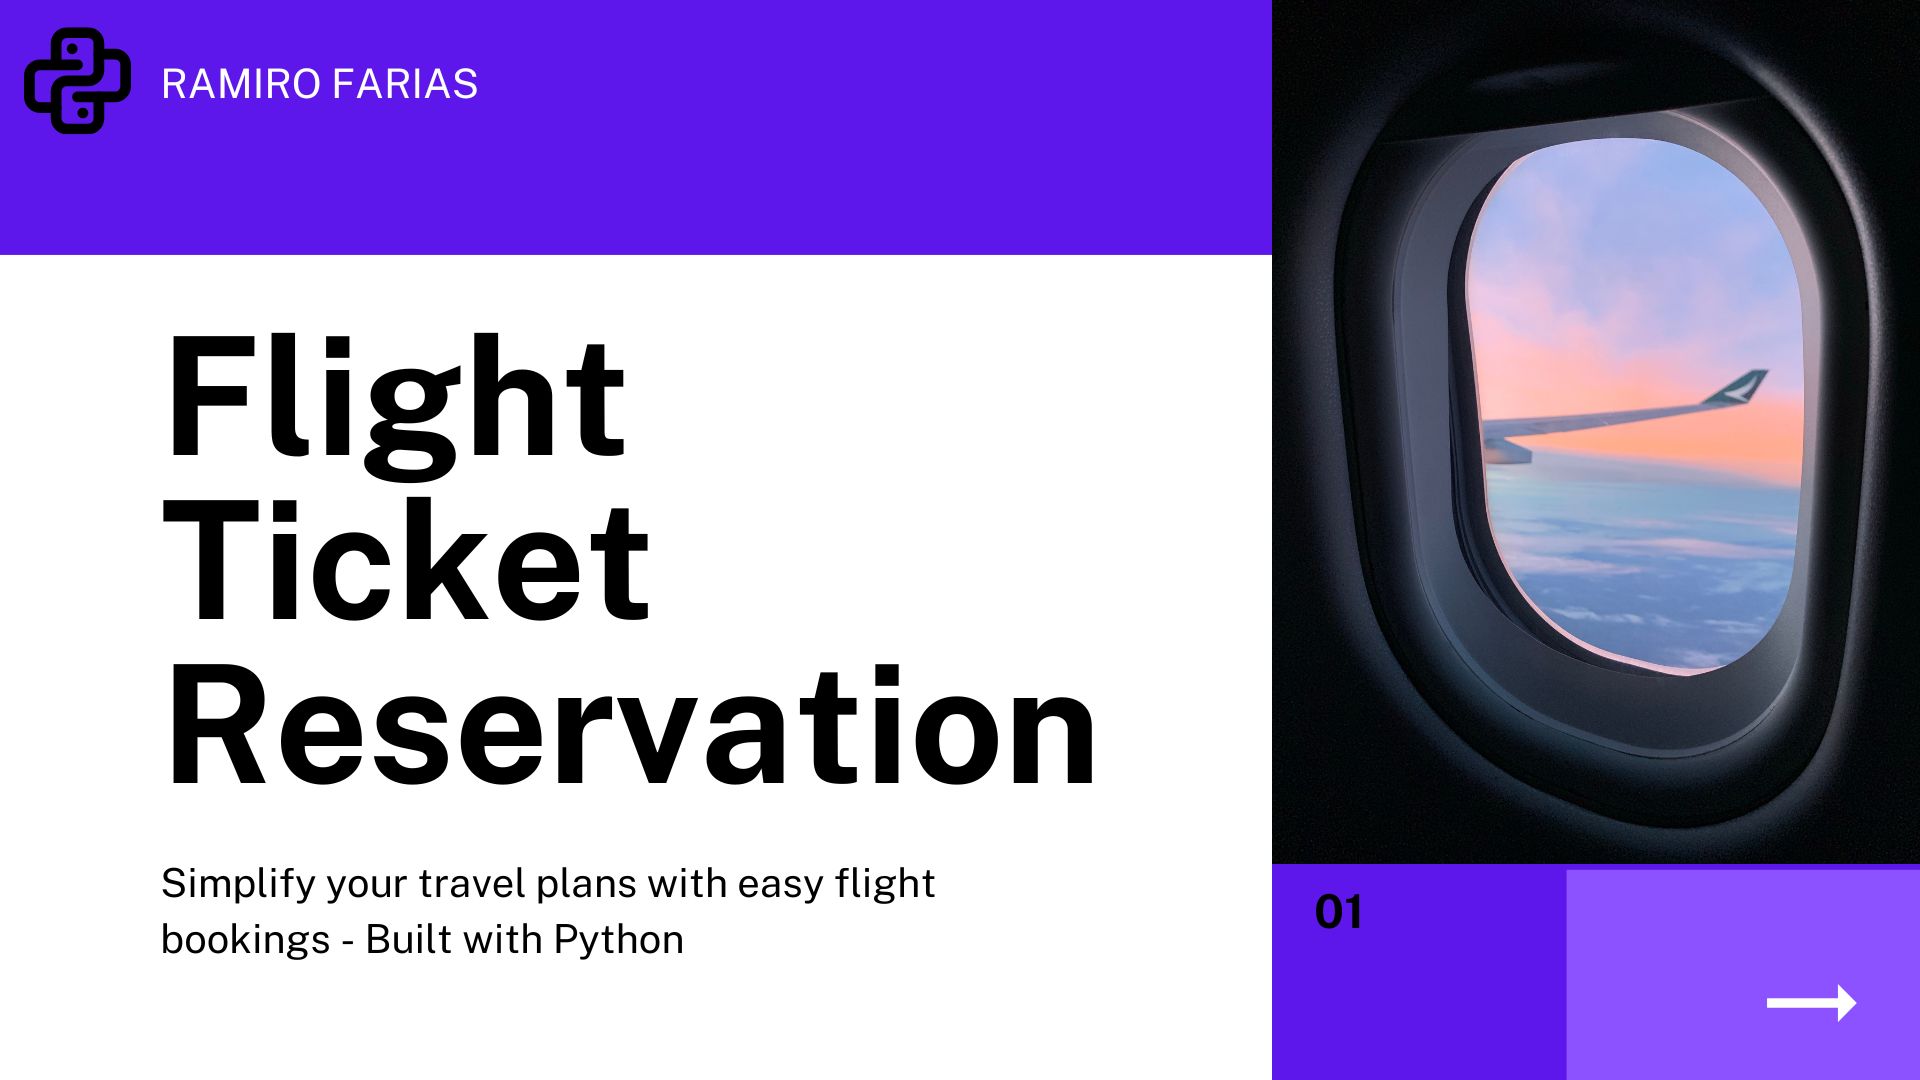 RAMIRO FARIAS
Flight
Ticket
Reservation
Simplify your travel plans with easy flight
bookings - Built with Python
01